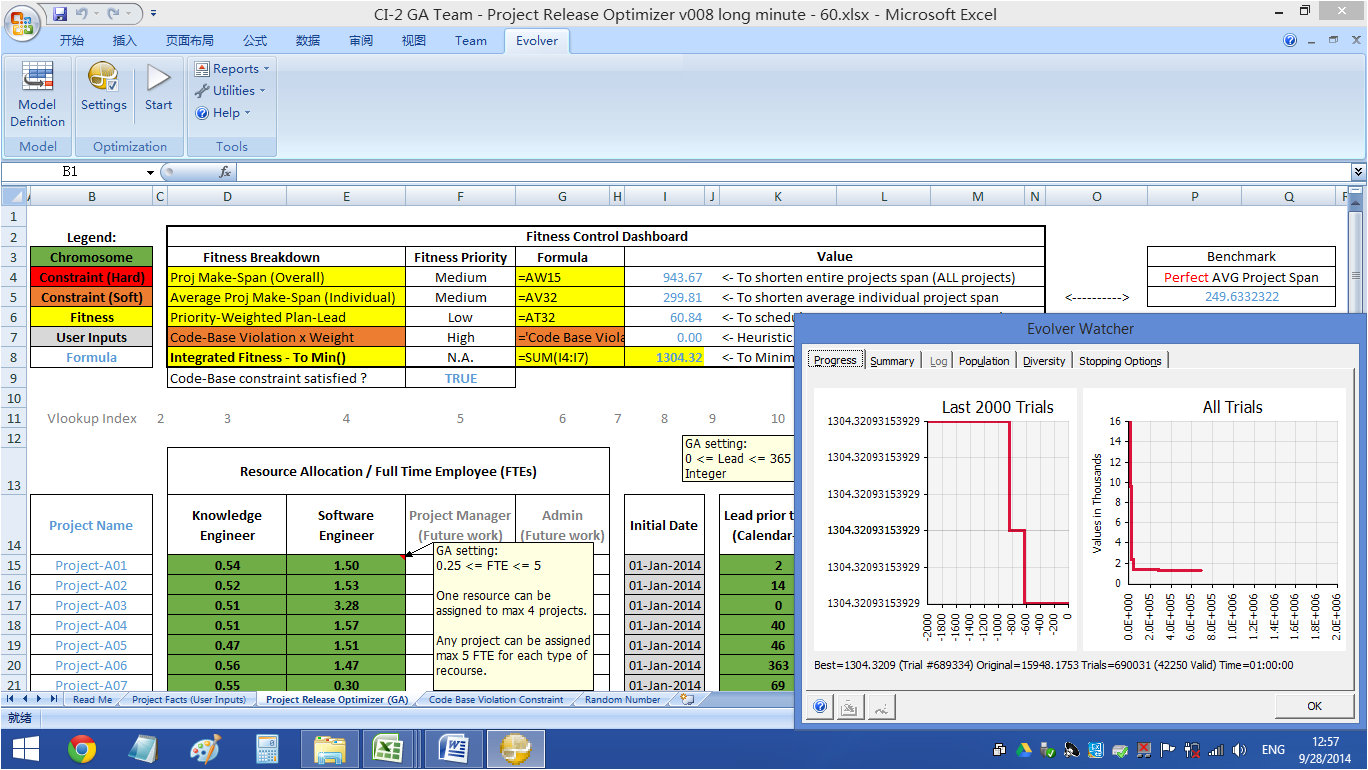 CI-2 GA Team - Project Release Optimizer v008 long minute - 60.xlsx - Microsoft Excel
开始 插入 页面布局 公式 数据 审阅 视图 Team Evolver
Model Definition
Settings
Start
Reports
Utilities
Help
Model Optimization Tools
B1 fx
A B C D E F G H I J K L M N O P Q R
1
2 Legend: Fitness Control Dashboard
3 Chromosome Fitness Breakdown Fitness Priority Formula Value Benchmark
4 Constraint (Hard) Proj Make-Span (Overall) Medium =AW15 943.67 <- To shorten entire projects span (ALL projects) Perfect AVG Project Span
5 Constraint (Soft) Average Proj Make-Span (Individual) Medium =AV32 299.81 <- To shorten average individual project span <----------> 249.6332322
6 Fitness Priority-Weighted Plan-Lead Low =AT32 60.84 <- To sched
7 User Inputs Code-Base Violation x Weight High ='Code Base Viola 0.00 <- Heuristic
8 Formula Integrated Fitness - To Min() N.A. =SUM(I4:I7) 1304.32 <- To Minim
9 Code-Base constraint satisfied ? TRUE
10
11 Vlookup Index 2 3 4 5 6 7 8 9 10
12
GA setting:
0 <= Lead <= 365
Integer
13 Resource Allocation / Full Time Employee (FTEs)
14 Project Name Knowledge Engineer Software Engineer Project Manager (Future work) Admin (Future work) Initial Date Lead prior t (Calendar-
15 Project-A01 0.54 1.50 01-Jan-2014 2
16 Project-A02 0.52 1.53 01-Jan-2014 14
17 Project-A03 0.51 3.28 01-Jan-2014 0
18 Project-A04 0.51 1.57 01-Jan-2014 40
19 Project-A05 0.47 1.51 01-Jan-2014 46
20 Project-A06 0.56 1.47 01-Jan-2014 363
21 Project-A07 0.55 0.30 01-Jan-2014 69
GA setting:
0.25 <= FTE <= 5
One resource can be
assigned to max 4 projects.
Any project can be assigned
max 5 FTE for each type of
recourse.
Evolver Watcher
Progress Summary Log Population Diversity Stopping Options
Last 2000 Trials
1304.32093153929
1304.32093153929
1304.32093153929
1304.32093153929
1304.32093153929
1304.32093153929
-2000 -1800 -1600 -1400 -1200 -1000 -800 -600 -400 -200 0
All Trials
Values in Thousands
16
14
12
10
8
6
4
2
0
0.0E+000 2.0E+005 4.0E+005 6.0E+005 8.0E+005 1.0E+006 1.2E+006 1.4E+006 1.6E+006 1.8E+006 2.0E+006
Best=1304.3209 (Trial #689334) Original=15948.1753 Trials=690031 (42250 Valid) Time=01:00:00
OK
Read Me Project Facts (User Inputs) Project Release Optimizer (GA) Code Base Violation Constraint Random Number
就绪
ENG
12:57
9/28/2014